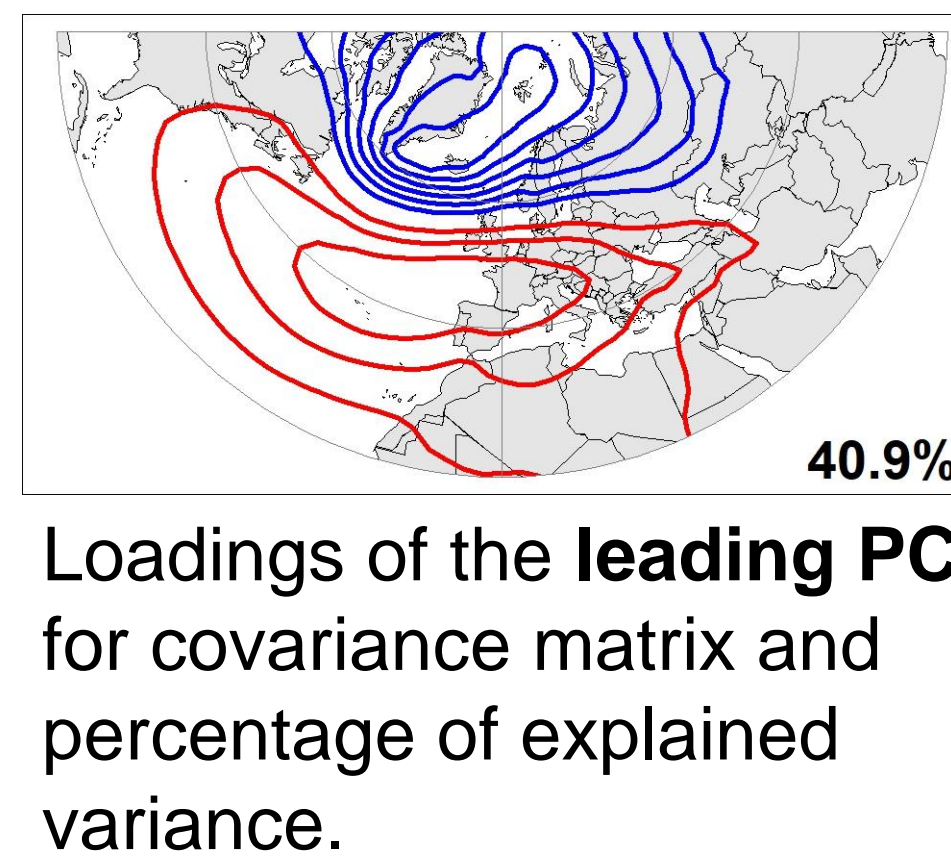 40.9%
Loadings of the leading PC
for covariance matrix and
percentage of explained
variance.